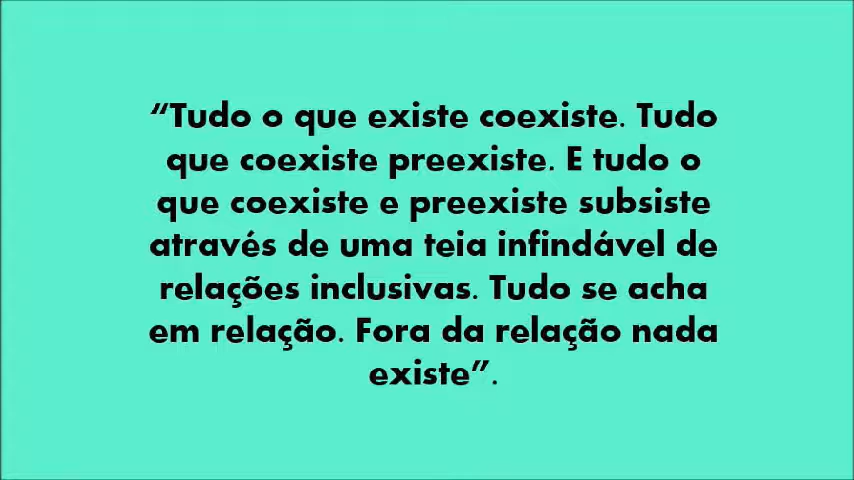 “Tudo o que existe coexiste. Tudo
que coexiste preexiste. E tudo o
que coexiste e preexiste subsiste
através de uma teia infindável de
relações inclusivas. Tudo se acha
em relação. Fora da relação nada
existe”.